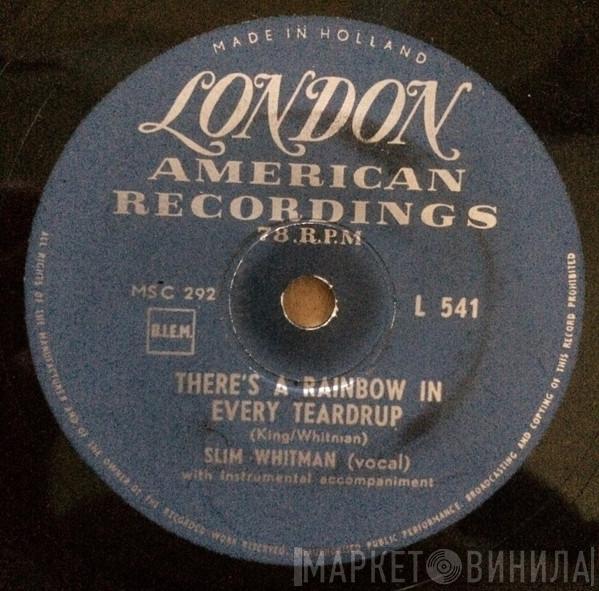 MADE IN HOLLAND
LONDON
AMERICAN
RECORDINGS
78.R.P.M
MSC 292
L 541
B.I.E.M.
THERE'S A RAINBOW IN
EVERY TEARDRUP
(King/Whitman)
SLIM WHITMAN (vocal)
with instrumental accompaniment
ALL RIGHTS OF THE MANUFACTURER AND OF THE OWNER OF THE RECORDED WORK RESERVED. UNAUTHORISED PUBLIC PERFORMANCE, BROADCASTING AND COPYING OF THIS RECORD PROHIBITED
МАРКЕТ ВИНИЛА